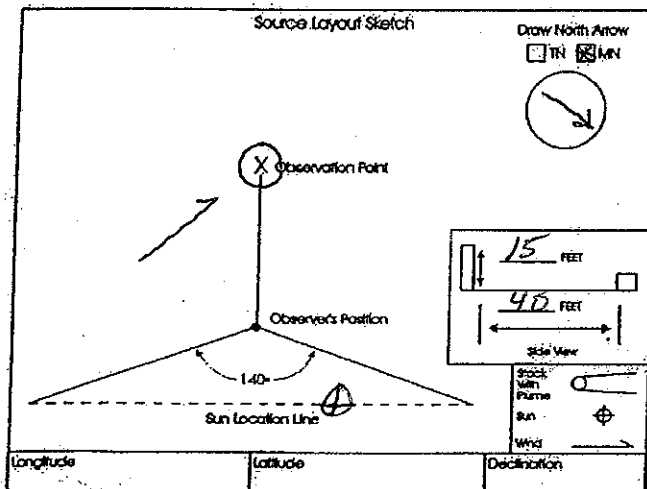 Source Layout Sketch
Draw North Arrow
TN X MN
X Observation Point
15 FEET
40 FEET
Side View
Observer's Position
140°
Sun Location Line
Stack
With
Plume
Sun
Wind
Longitude Latitude Declination